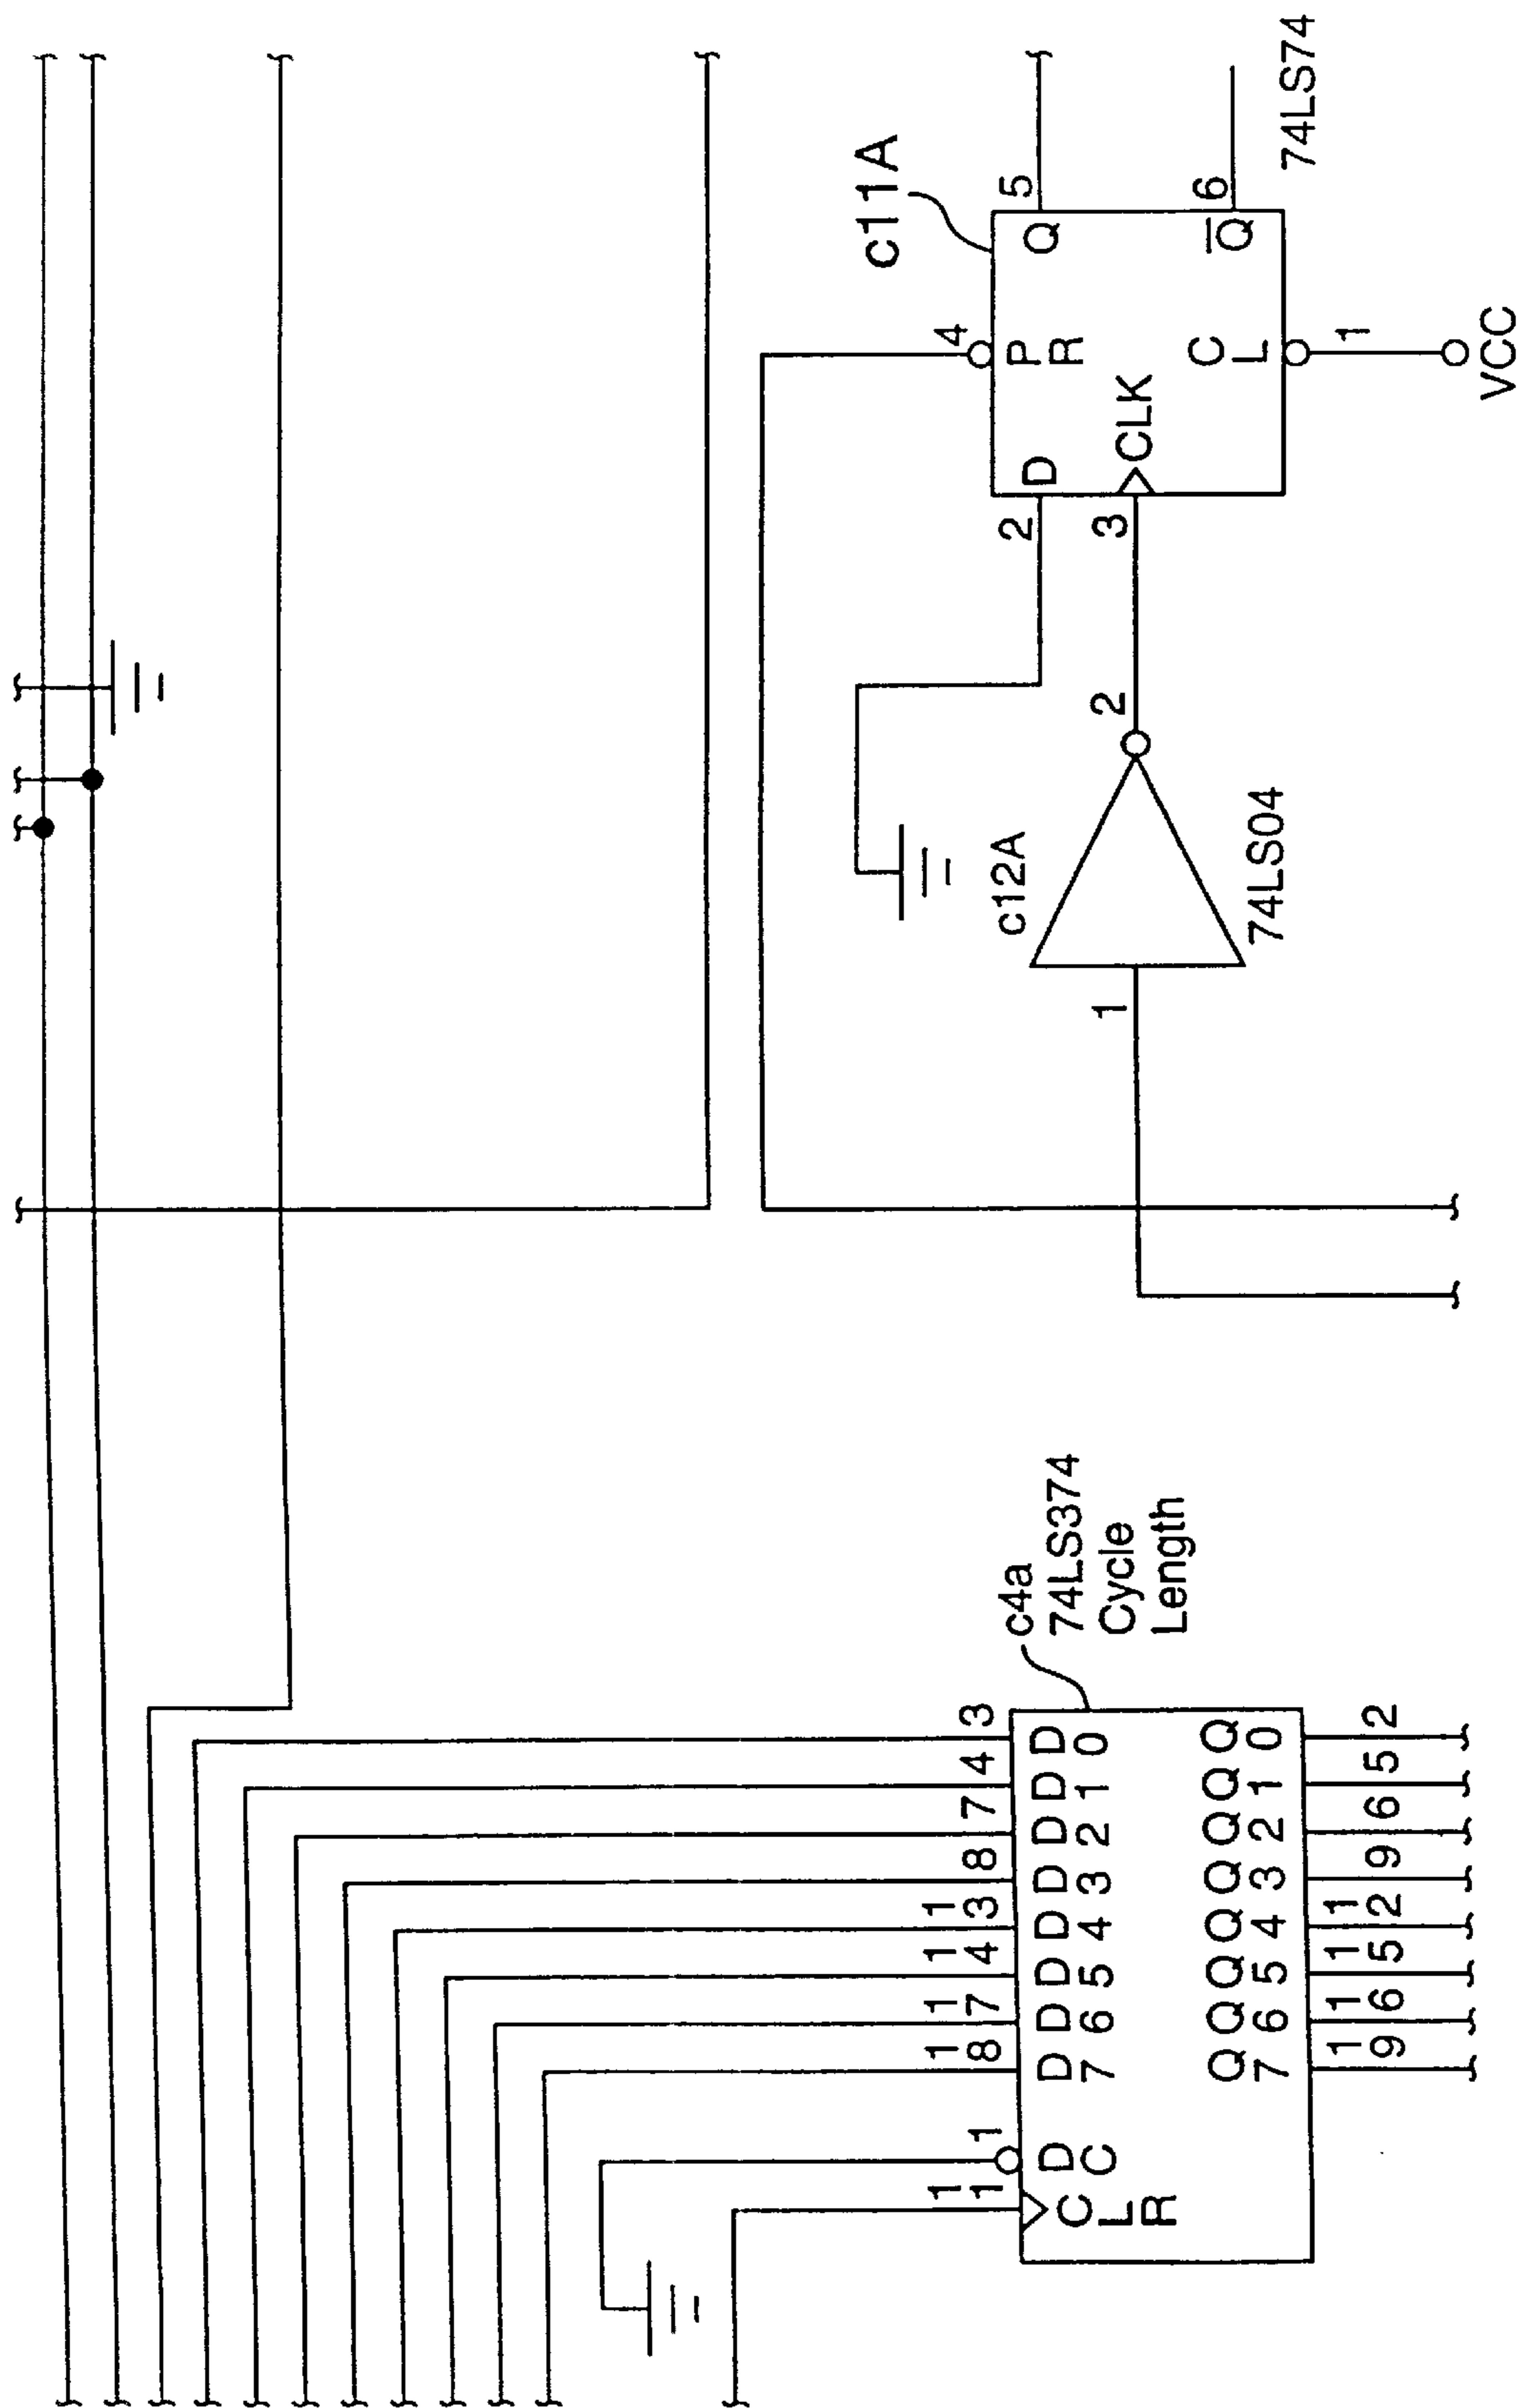 c4a
74LS374
Cycle
Length
3
4
7
8
13
14
17
18
1
11
D0
D1
D2
D3
D4
D5
D6
D7
DC
CLR
Q0
Q1
Q2
Q3
Q4
Q5
Q6
Q7
2
5
6
9
12
15
16
19
c12A
1
2
74LS04
c11A
4
PR
2
D
Q
5
3
CLK
CL
Q̅
6
1
VCC
74LS74